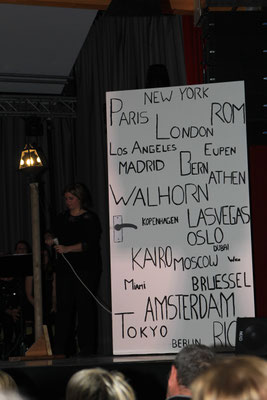 NEW YORK
PARIS
ROM
LONDON
LOS ANGELES
EUPEN
MADRID
BERN
ATHEN
WALHORN
KOPENHAGEN
LASVEGAS
OSLO
DUBAI
KAIRO
MOSCOW
Wien
Miami
BRUESSEL
AMSTERDAM
TOKYO
BERLIN
RIO